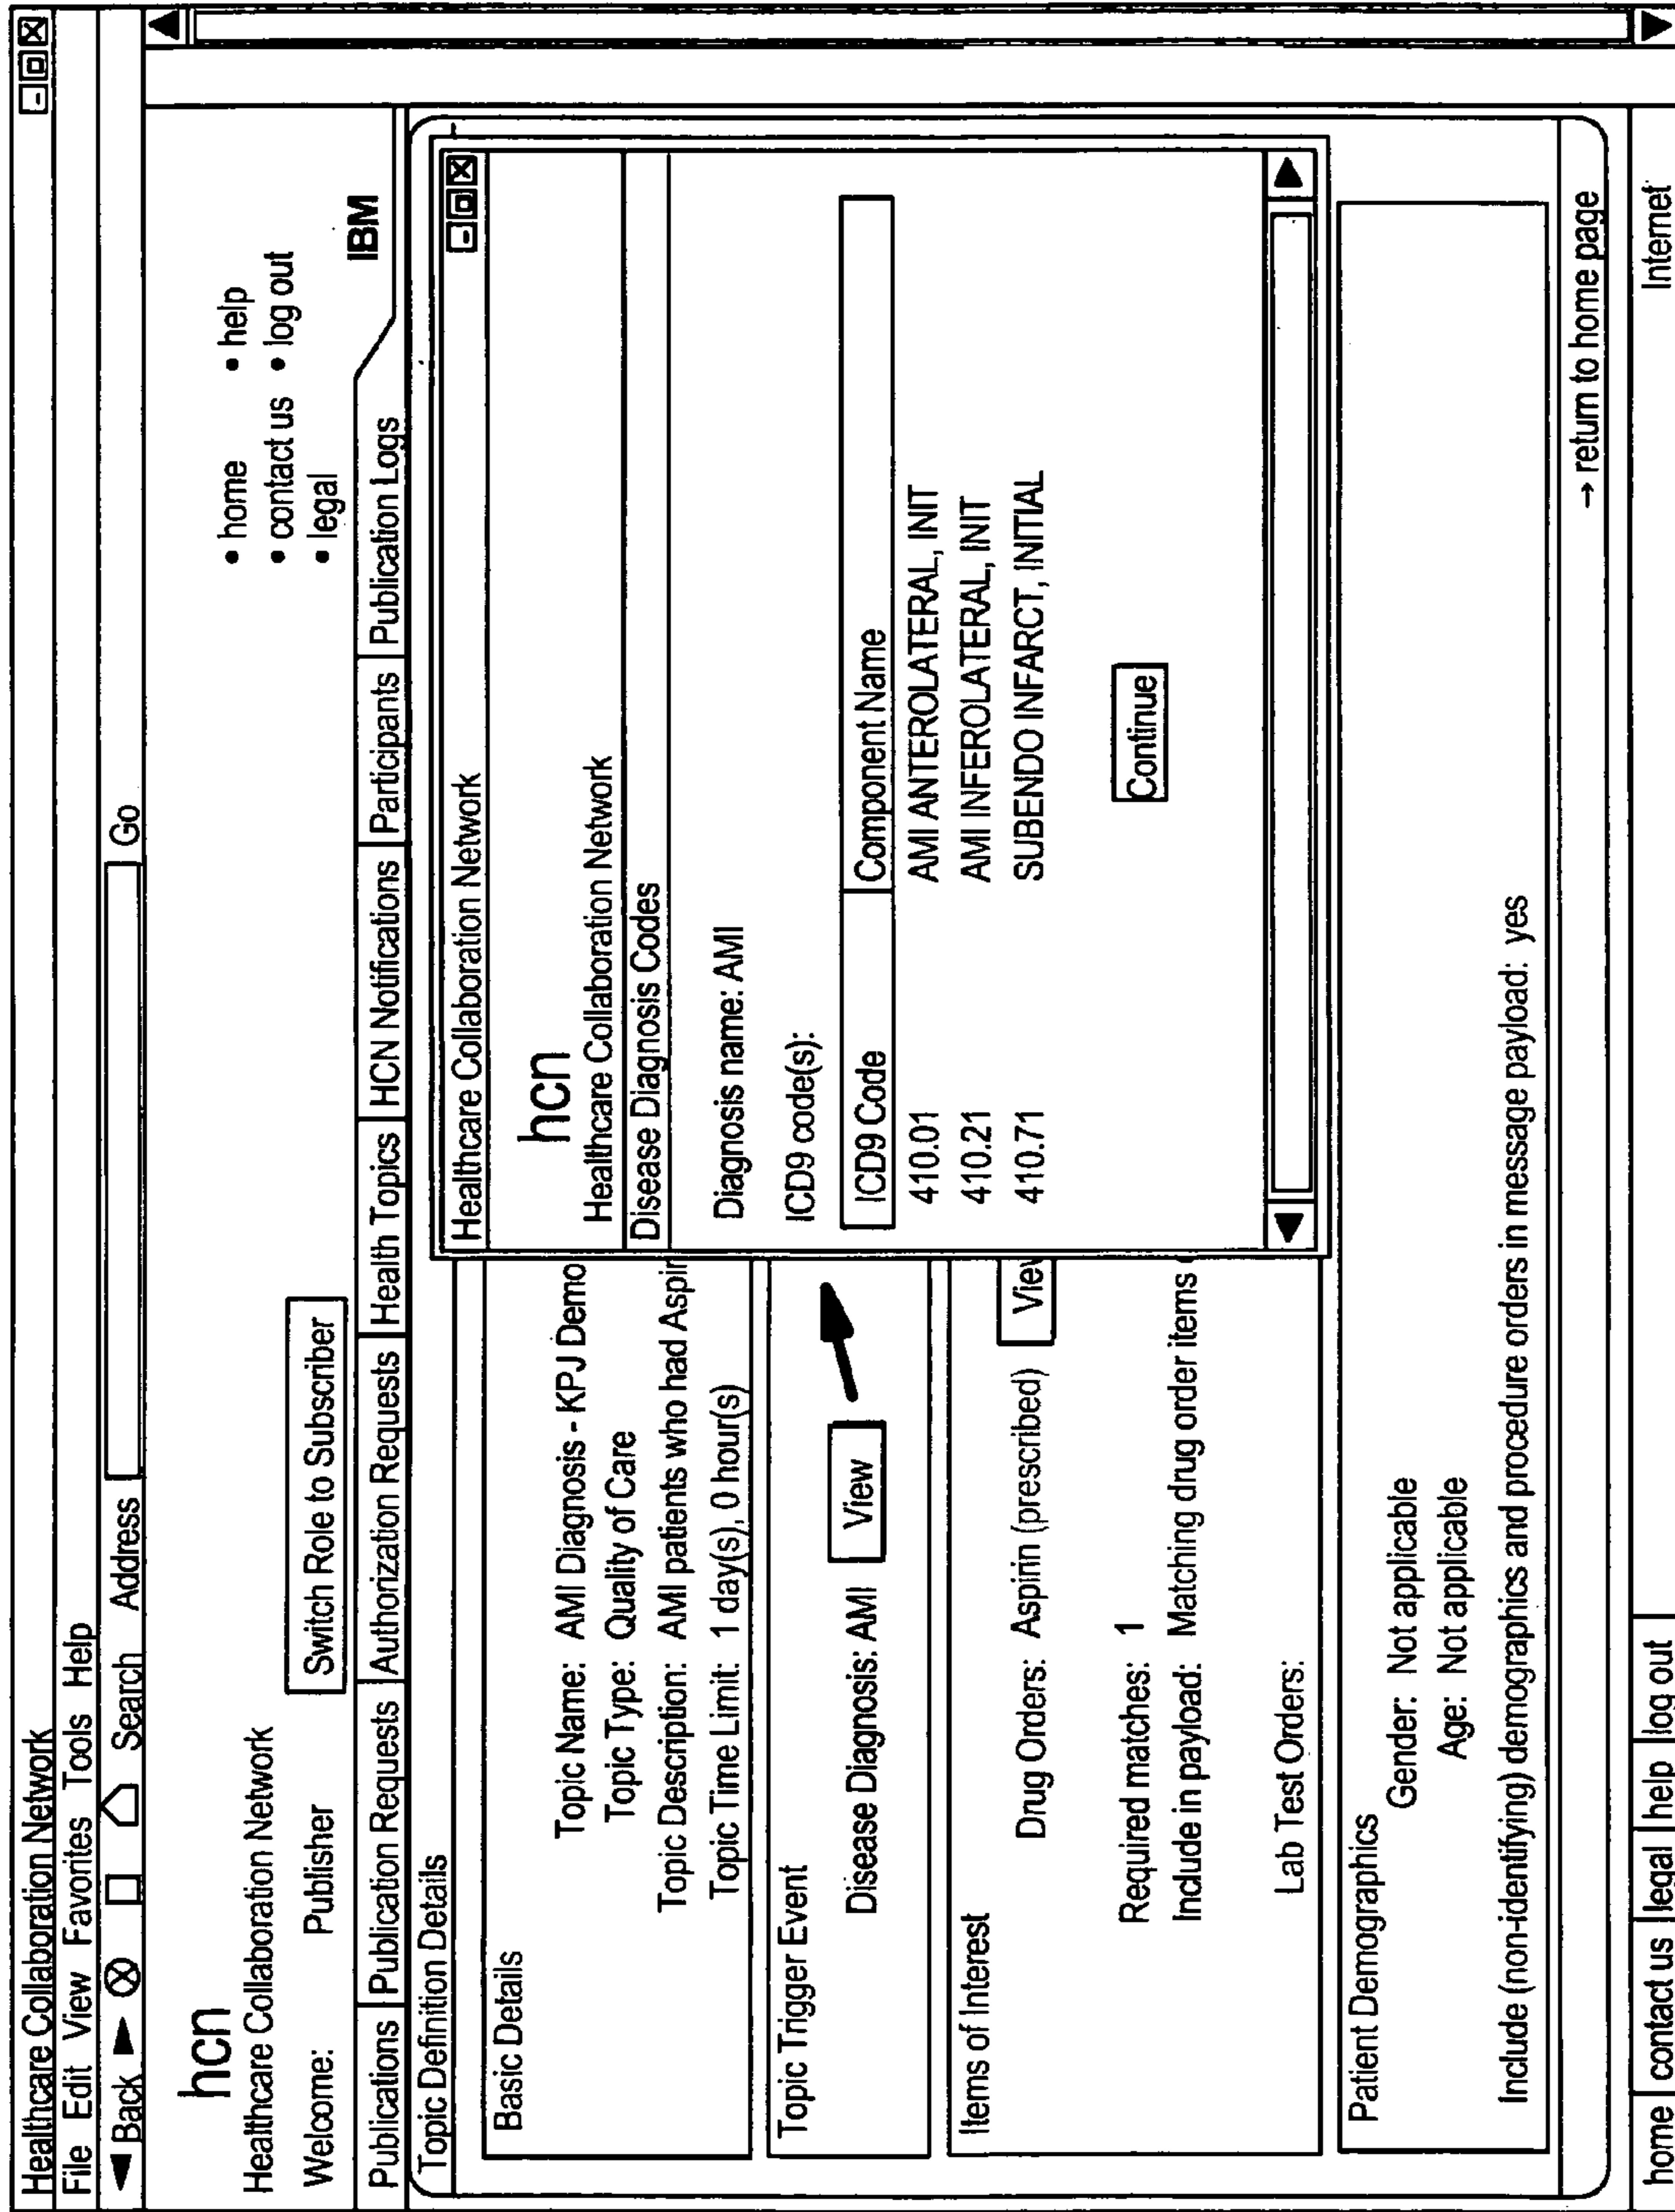 Healthcare Collaboration Network
File Edit View Favorites Tools Help
Back Search Address Go
hcn
Healthcare Collaboration Network
• home • help
• contact us • log out
• legal
Welcome: Publisher Switch Role to Subscriber
IBM
Publications Publication Requests Authorization Requests Health Topics HCN Notifications Participants Publication Logs
Topic Definition Details
Basic Details
Topic Name: AMI Diagnosis - KPJ Demo
Topic Type: Quality of Care
Topic Description: AMI patients who had Aspir
Topic Time Limit: 1 day(s), 0 hour(s)
Topic Trigger Event
Disease Diagnosis: AMI View
Items of Interest
Drug Orders: Aspirin (prescribed) View
Required matches: 1
Include in payload: Matching drug order items
Lab Test Orders:
Healthcare Collaboration Network
hcn
Healthcare Collaboration Network
Disease Diagnosis Codes
Diagnosis name: AMI
ICD9 code(s):
ICD9 Code Component Name
410.01 AMI ANTEROLATERAL, INIT
410.21 AMI INFEROLATERAL, INIT
410.71 SUBENDO INFARCT, INITIAL
Continue
Patient Demographics
Gender: Not applicable
Age: Not applicable
Include (non-identifying) demographics and procedure orders in message payload: yes
→ return to home page
home contact us legal help log out Internet